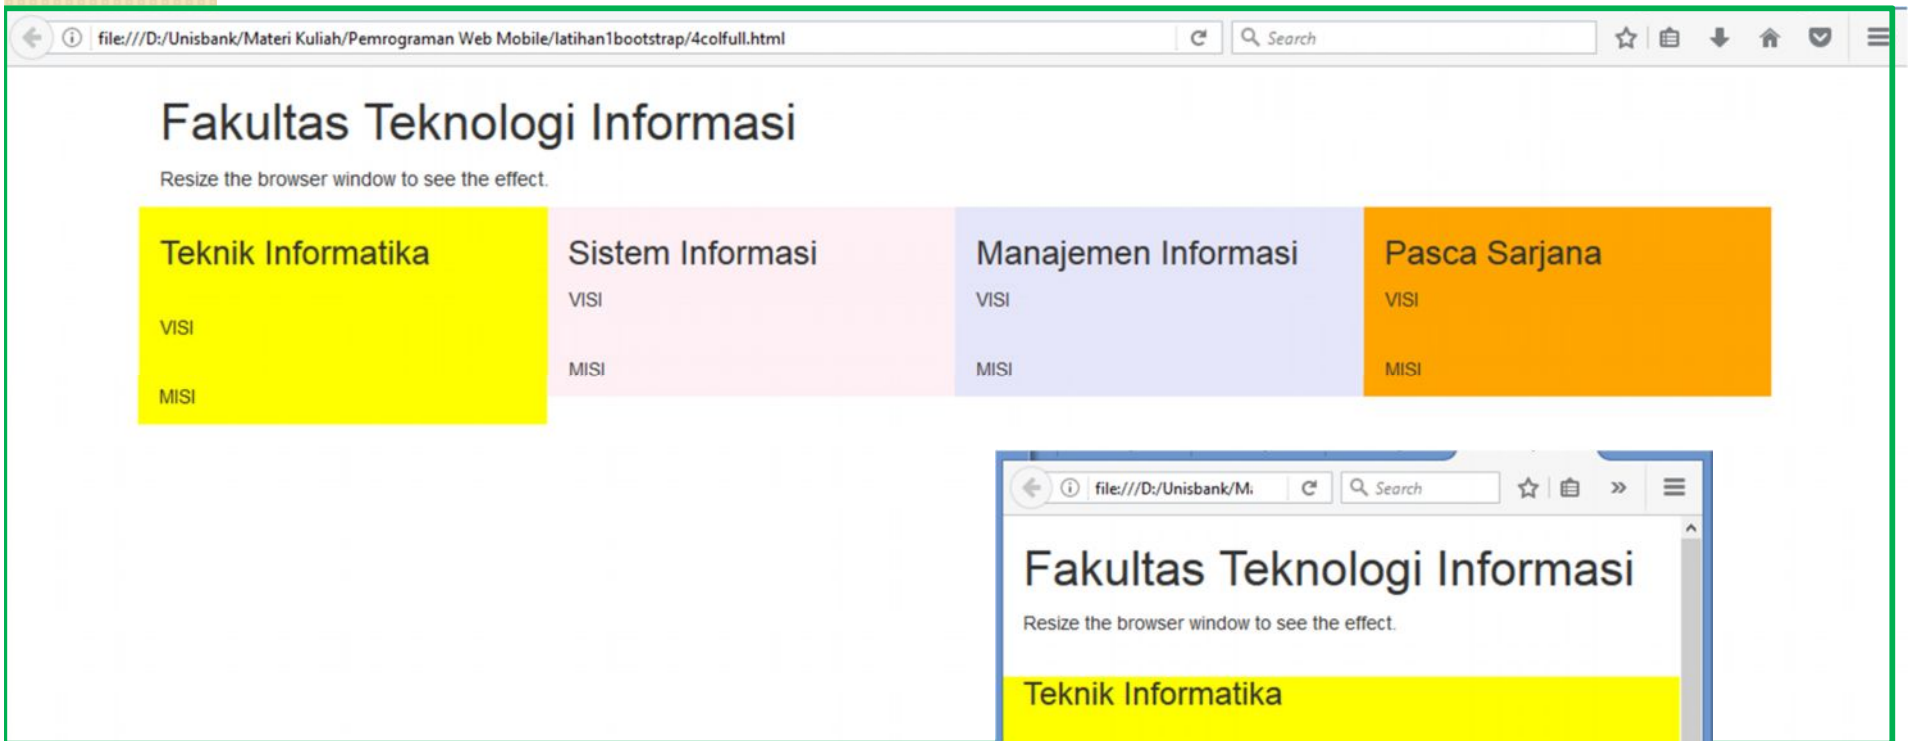 file:///D:/Unisbank/Materi Kuliah/Pemrograman Web Mobile/latihan1bootstrap/4colfull.html
Search
Fakultas Teknologi Informasi
Resize the browser window to see the effect.
Teknik Informatika
VISI
MISI
Sistem Informasi
VISI
MISI
Manajemen Informasi
VISI
MISI
Pasca Sarjana
VISI
MISI
file:///D:/Unisbank/M
Search
Fakultas Teknologi Informasi
Resize the browser window to see the effect.
Teknik Informatika